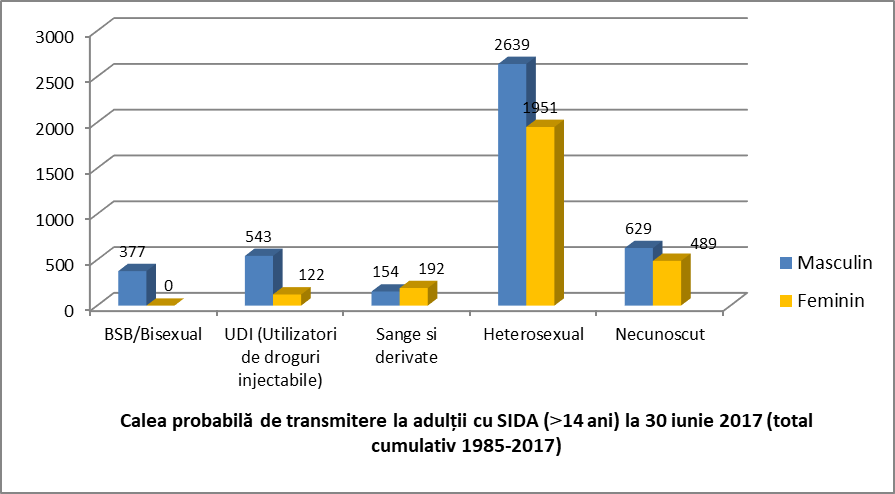 3000
2500
2000
1500
1000
500
0
377
0
543
122
154
192
2639
1951
629
489
BSB/Bisexual
UDI (Utilizatori
de droguri
injectabile)
Sange si
derivate
Heterosexual
Necunoscut
Masculin
Feminin
Calea probabilă de transmitere la adulții cu SIDA (>14 ani) la 30 iunie 2017 (total
cumulativ 1985-2017)